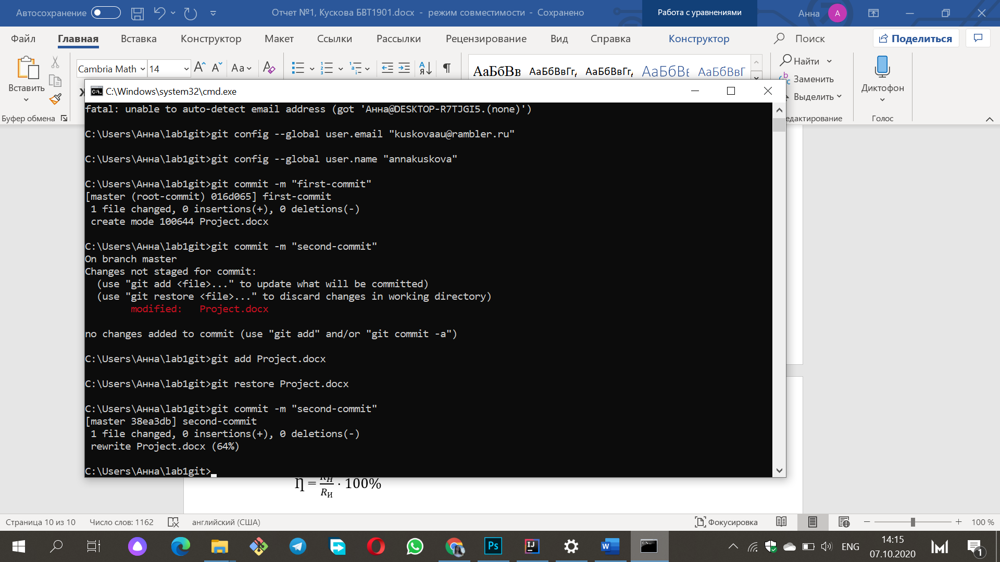 Автосохранение
Отчет №1, Кускова БВТ1901.docx - режим совместимости - Сохранено
Работа с уравнениями
Анна
А
Файл Главная Вставка Конструктор Макет Ссылки Рассылки Рецензирование Вид Справка Конструктор Поиск Поделиться
Вставить
Буфер обмена
Cambria Math 14
Aa
АаБбВв АаБбВвГг, АаБбВвГг, АаБбВ АаБбВвГ
Найти
Заменить
Выделить
едактирование
Диктофон
Голос
C:\Windows\system32\cmd.exe
fatal: unable to auto-detect email address (got 'Анна@DESKTOP-R7TJGI5.(none)')
C:\Users\Анна\lab1git>git config --global user.email "kuskovaau@rambler.ru"
C:\Users\Анна\lab1git>git config --global user.name "annakuskova"
C:\Users\Анна\lab1git>git commit -m "first-commit"
[master (root-commit) 016d065] first-commit
1 file changed, 0 insertions(+), 0 deletions(-)
create mode 100644 Project.docx
C:\Users\Анна\lab1git>git commit -m "second-commit"
On branch master
Changes not staged for commit:
(use "git add <file>..." to update what will be committed)
(use "git restore <file>..." to discard changes in working directory)
modified: Project.docx
no changes added to commit (use "git add" and/or "git commit -a")
C:\Users\Анна\lab1git>git add Project.docx
C:\Users\Анна\lab1git>git restore Project.docx
C:\Users\Анна\lab1git>git commit -m "second-commit"
[master 38ea3db] second-commit
1 file changed, 0 insertions(+), 0 deletions(-)
rewrite Project.docx (64%)
C:\Users\Анна\lab1git>
Ƞ = Rн/Rи · 100%
Страница 10 из 10 Число слов: 1162 английский (США) Фокусировка 100 %
Ps
IJ
W
ENG
14:15
07.10.2020
1